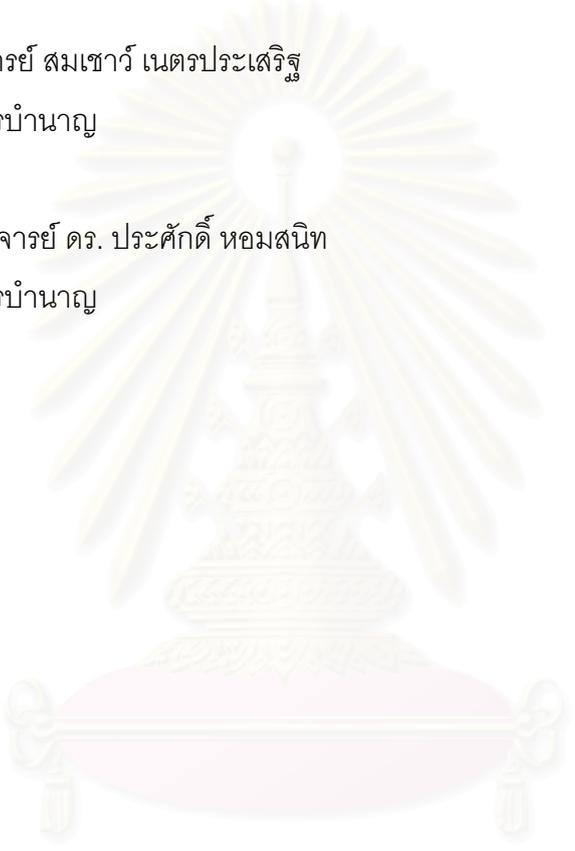 รย์ สมเชาว์ เนตรประเสริฐ
รบำนาญ
จารย์ ดร. ประศักดิ์ หอมสนิท
รบำนาญ